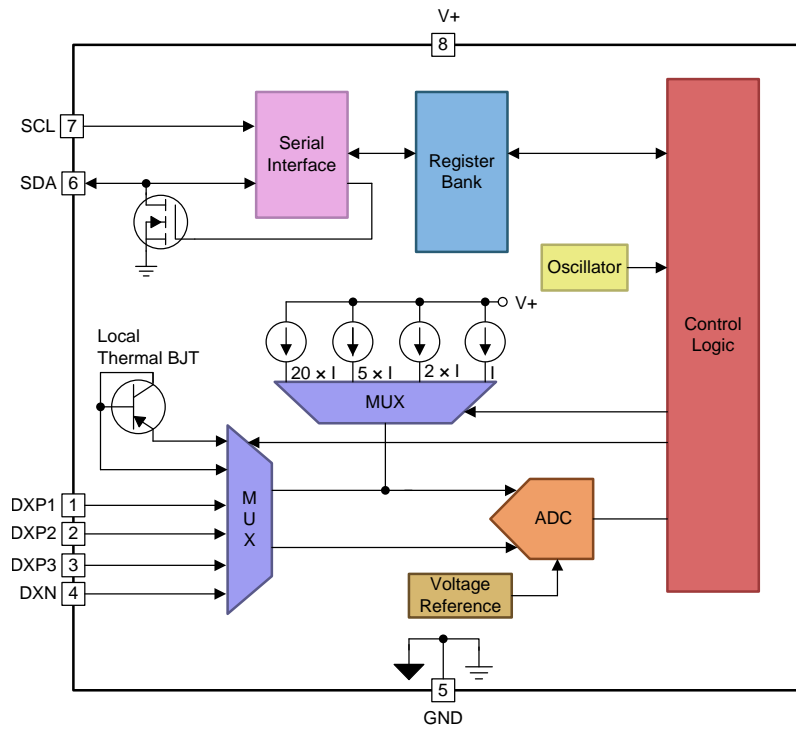 V+
8
SCL 7
SDA 6
Serial
Interface
Register
Bank
Oscillator
Control
Logic
V+
20 × I
5 × I
2 × I
I
MUX
Local
Thermal BJT
M
U
X
DXP1 1
DXP2 2
DXP3 3
DXN 4
ADC
Voltage
Reference
5
GND